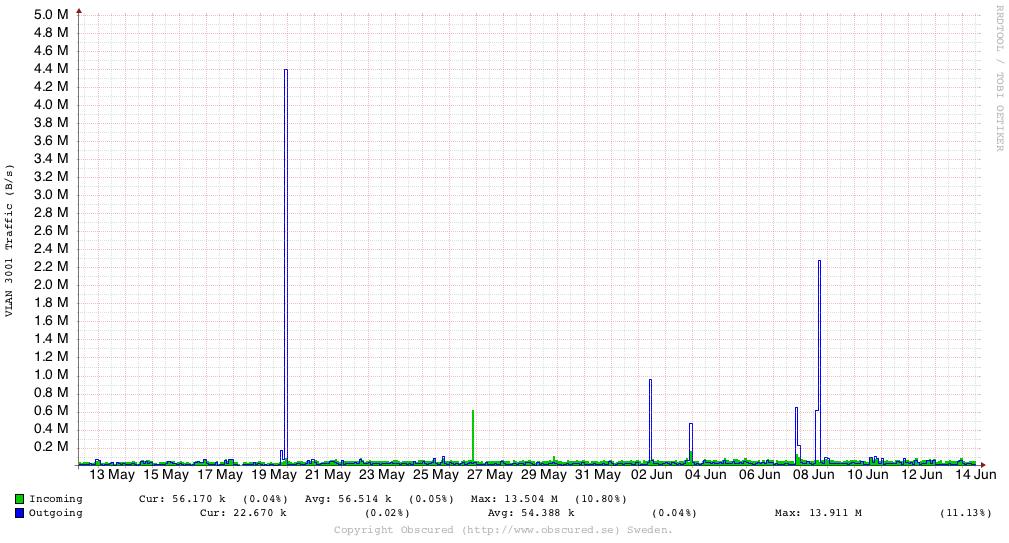 RRDTOOL / TOBI OETIKER
VLAN 3001 Traffic (B/s)
5.0 M
4.8 M
4.6 M
4.4 M
4.2 M
4.0 M
3.8 M
3.6 M
3.4 M
3.2 M
3.0 M
2.8 M
2.6 M
2.4 M
2.2 M
2.0 M
1.8 M
1.6 M
1.4 M
1.2 M
1.0 M
0.8 M
0.6 M
0.4 M
0.2 M
13 May 15 May 17 May 19 May 21 May 23 May 25 May 27 May 29 May 31 May 02 Jun 04 Jun 06 Jun 08 Jun 10 Jun 12 Jun 14 Jun
Incoming Cur: 56.170 k (0.04%) Avg: 56.514 k (0.05%) Max: 13.504 M (10.80%)
Outgoing Cur: 22.670 k (0.02%) Avg: 54.388 k (0.04%) Max: 13.911 M (11.13%)
Copyright Obscured (http://www.obscured.se) Sweden.